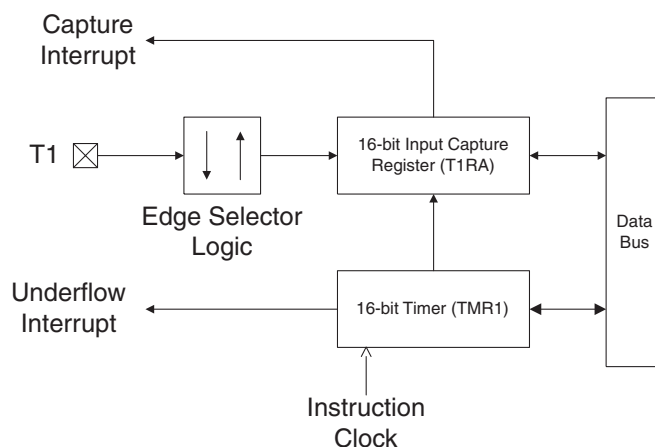 Capture
Interrupt
T1
16-bit Input Capture
Register (T1RA)
Edge Selector
Logic
Data
Bus
Underflow
Interrupt
16-bit Timer (TMR1)
Instruction
Clock